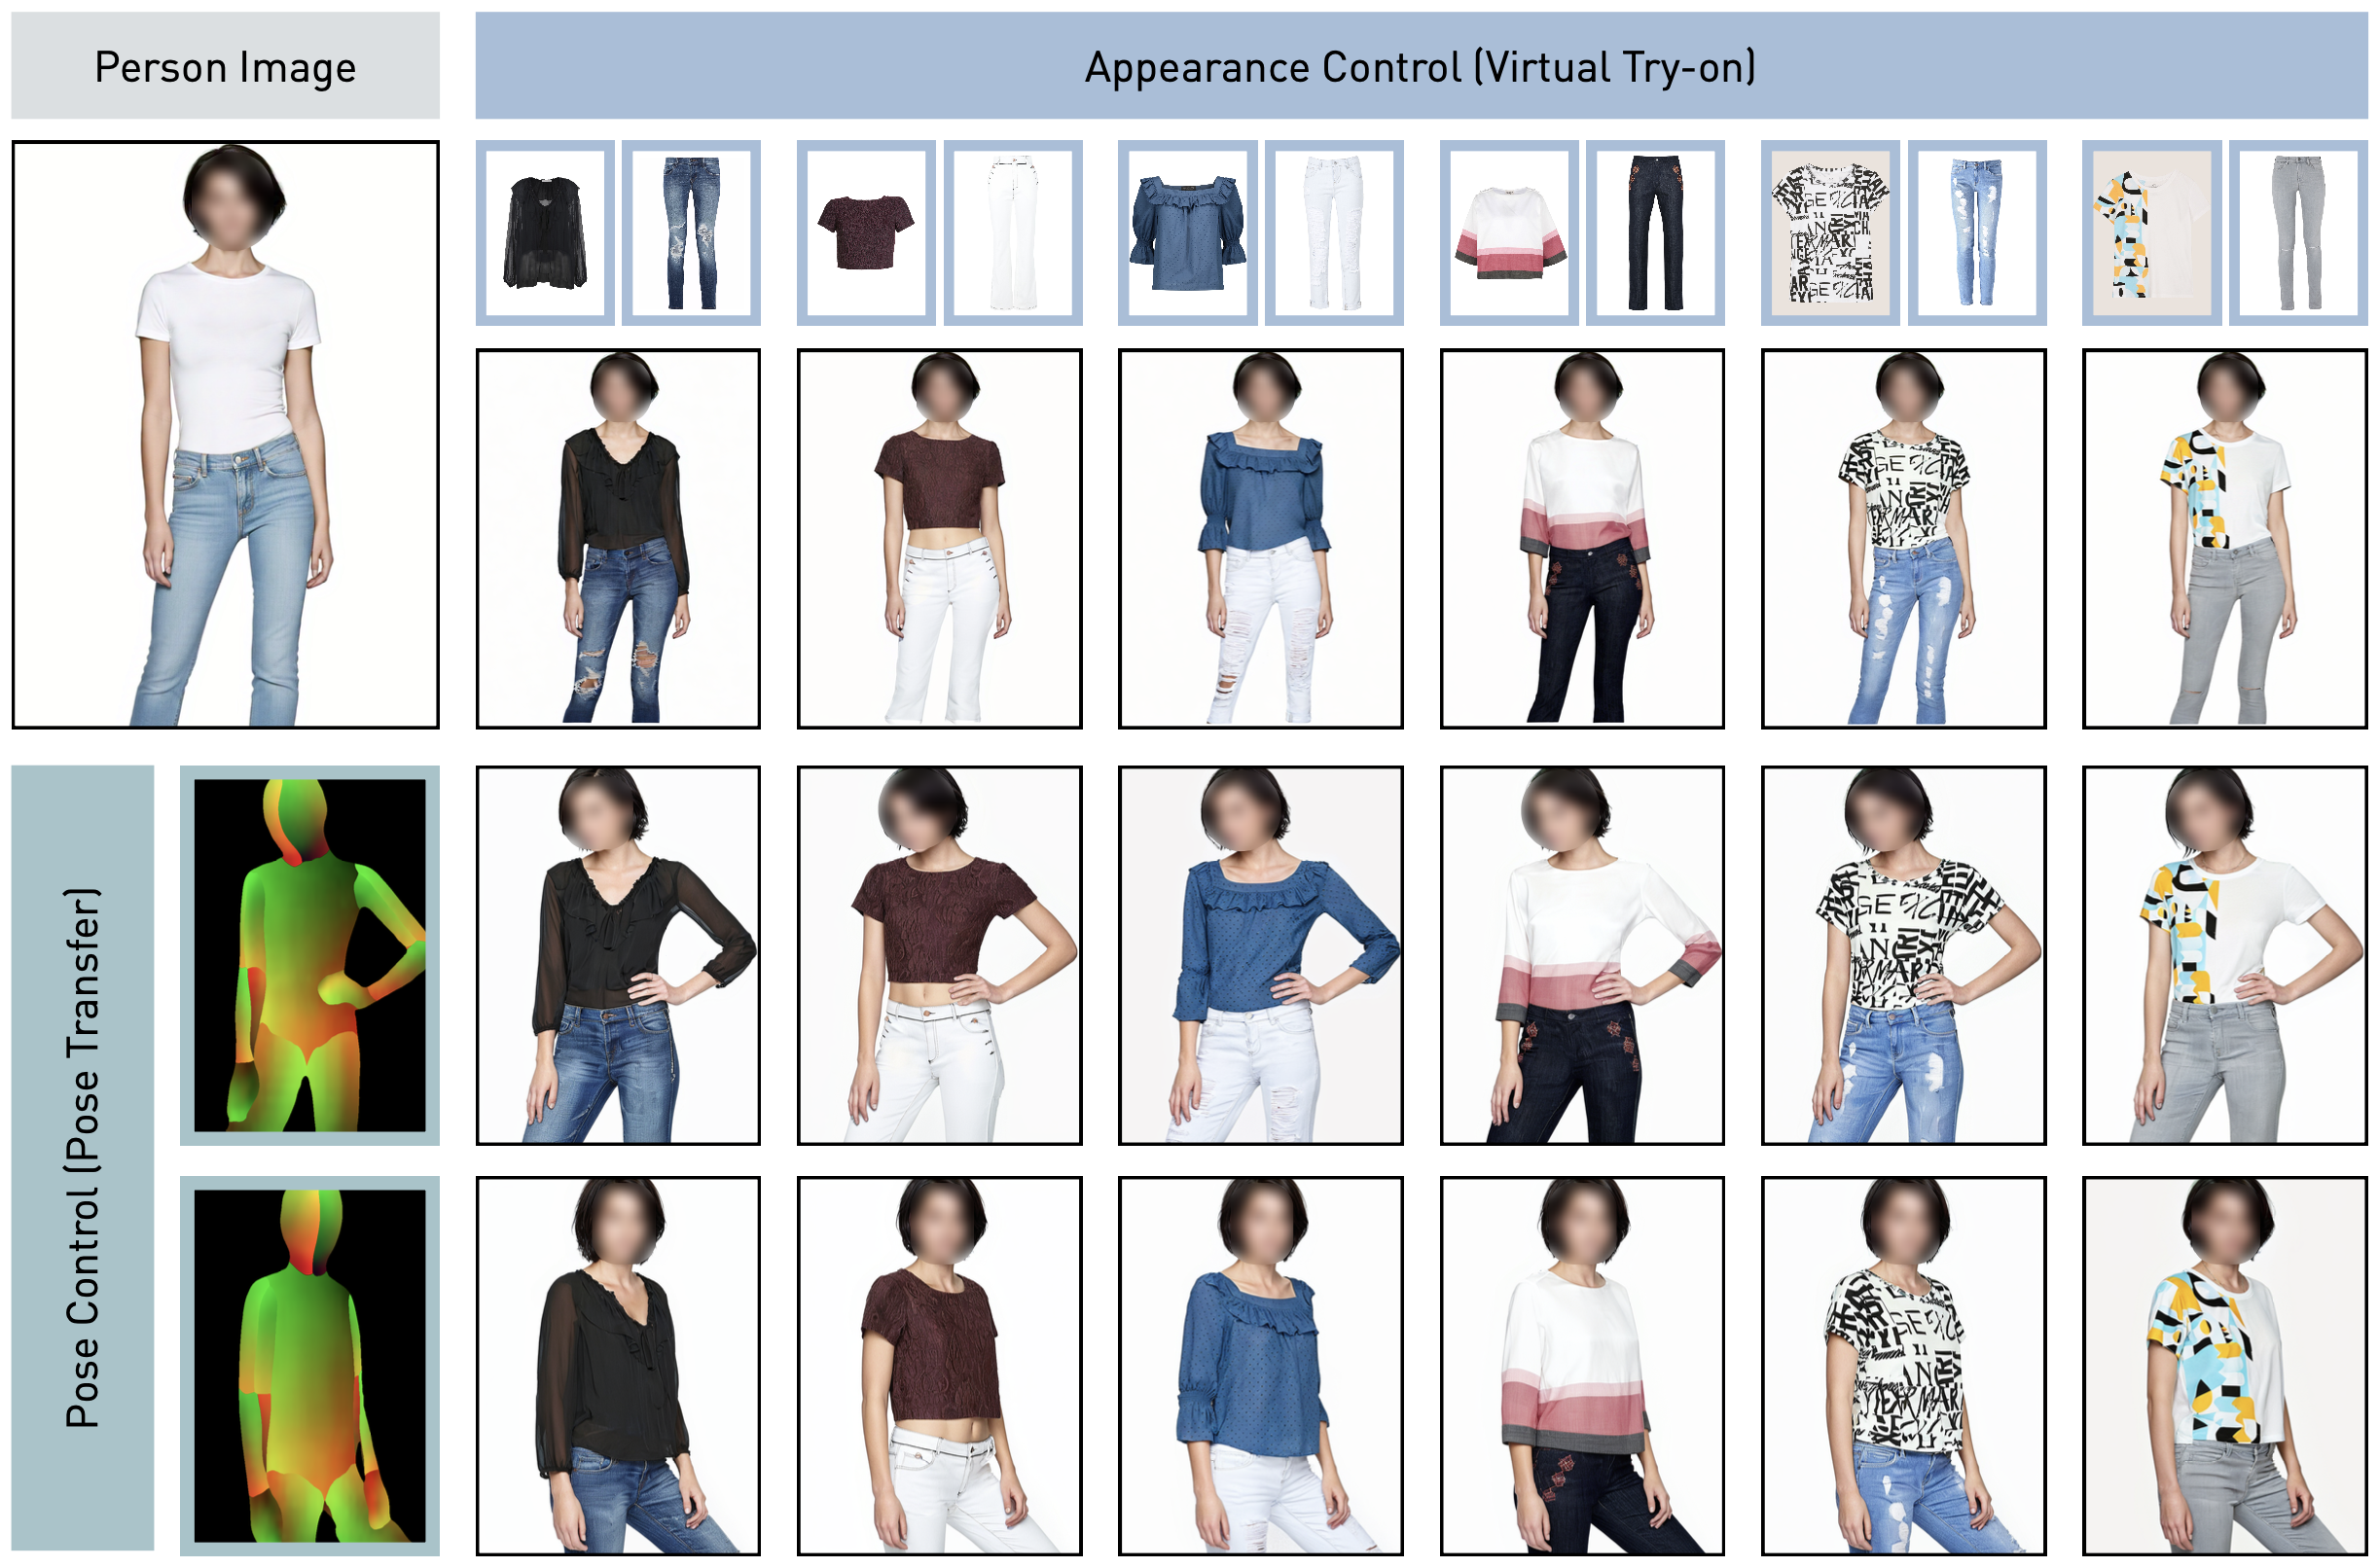 Person Image
Appearance Control (Virtual Try-on)
Pose Control (Pose Transfer)